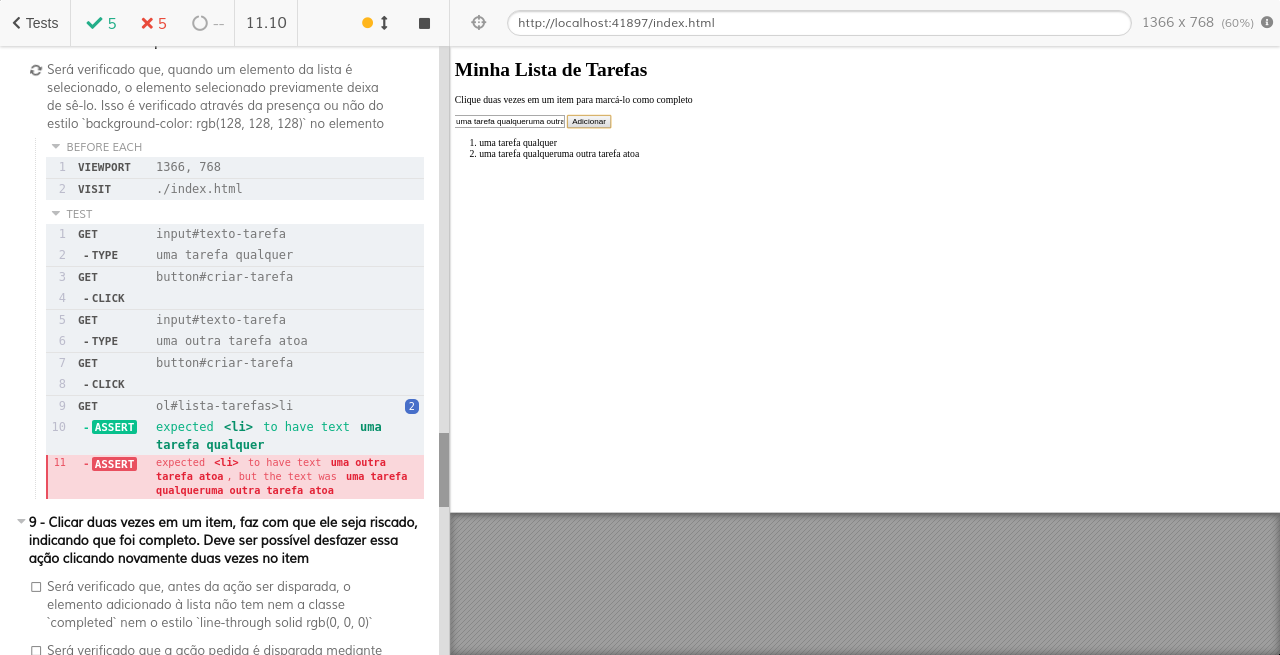 Tests
5
5
--
11.10
http://localhost:41897/index.html
1366 x 768 (60%)
Será verificado que, quando um elemento da lista é
selecionado, o elemento selecionado previamente deixa
de sê-lo. Isso é verificado através da presença ou não do
estilo `background-color: rgb(128, 128, 128)` no elemento
BEFORE EACH
1 VIEWPORT 1366, 768
2 VISIT ./index.html
TEST
1 GET input#texto-tarefa
2 - TYPE uma tarefa qualquer
3 GET button#criar-tarefa
4 - CLICK
5 GET input#texto-tarefa
6 - TYPE uma outra tarefa atoa
7 GET button#criar-tarefa
8 - CLICK
9 GET ol#lista-tarefas>li 2
10 - ASSERT expected <li> to have text uma
tarefa qualquer
11 - ASSERT expected <li> to have text uma outra
tarefa atoa, but the text was uma tarefa
qualqueruma outra tarefa atoa
9 - Clicar duas vezes em um item, faz com que ele seja riscado,
indicando que foi completo. Deve ser possível desfazer essa
ação clicando novamente duas vezes no item
Será verificado que, antes da ação ser disparada, o
elemento adicionado à lista não tem nem a classe
`completed` nem o estilo `line-through solid rgb(0, 0, 0)`
Será verificado que a ação pedida é disparada mediante
Minha Lista de Tarefas
Clique duas vezes em um item para marcá-lo como completo
uma tarefa qualqueruma outra Adicionar
1. uma tarefa qualquer
2. uma tarefa qualqueruma outra tarefa atoa